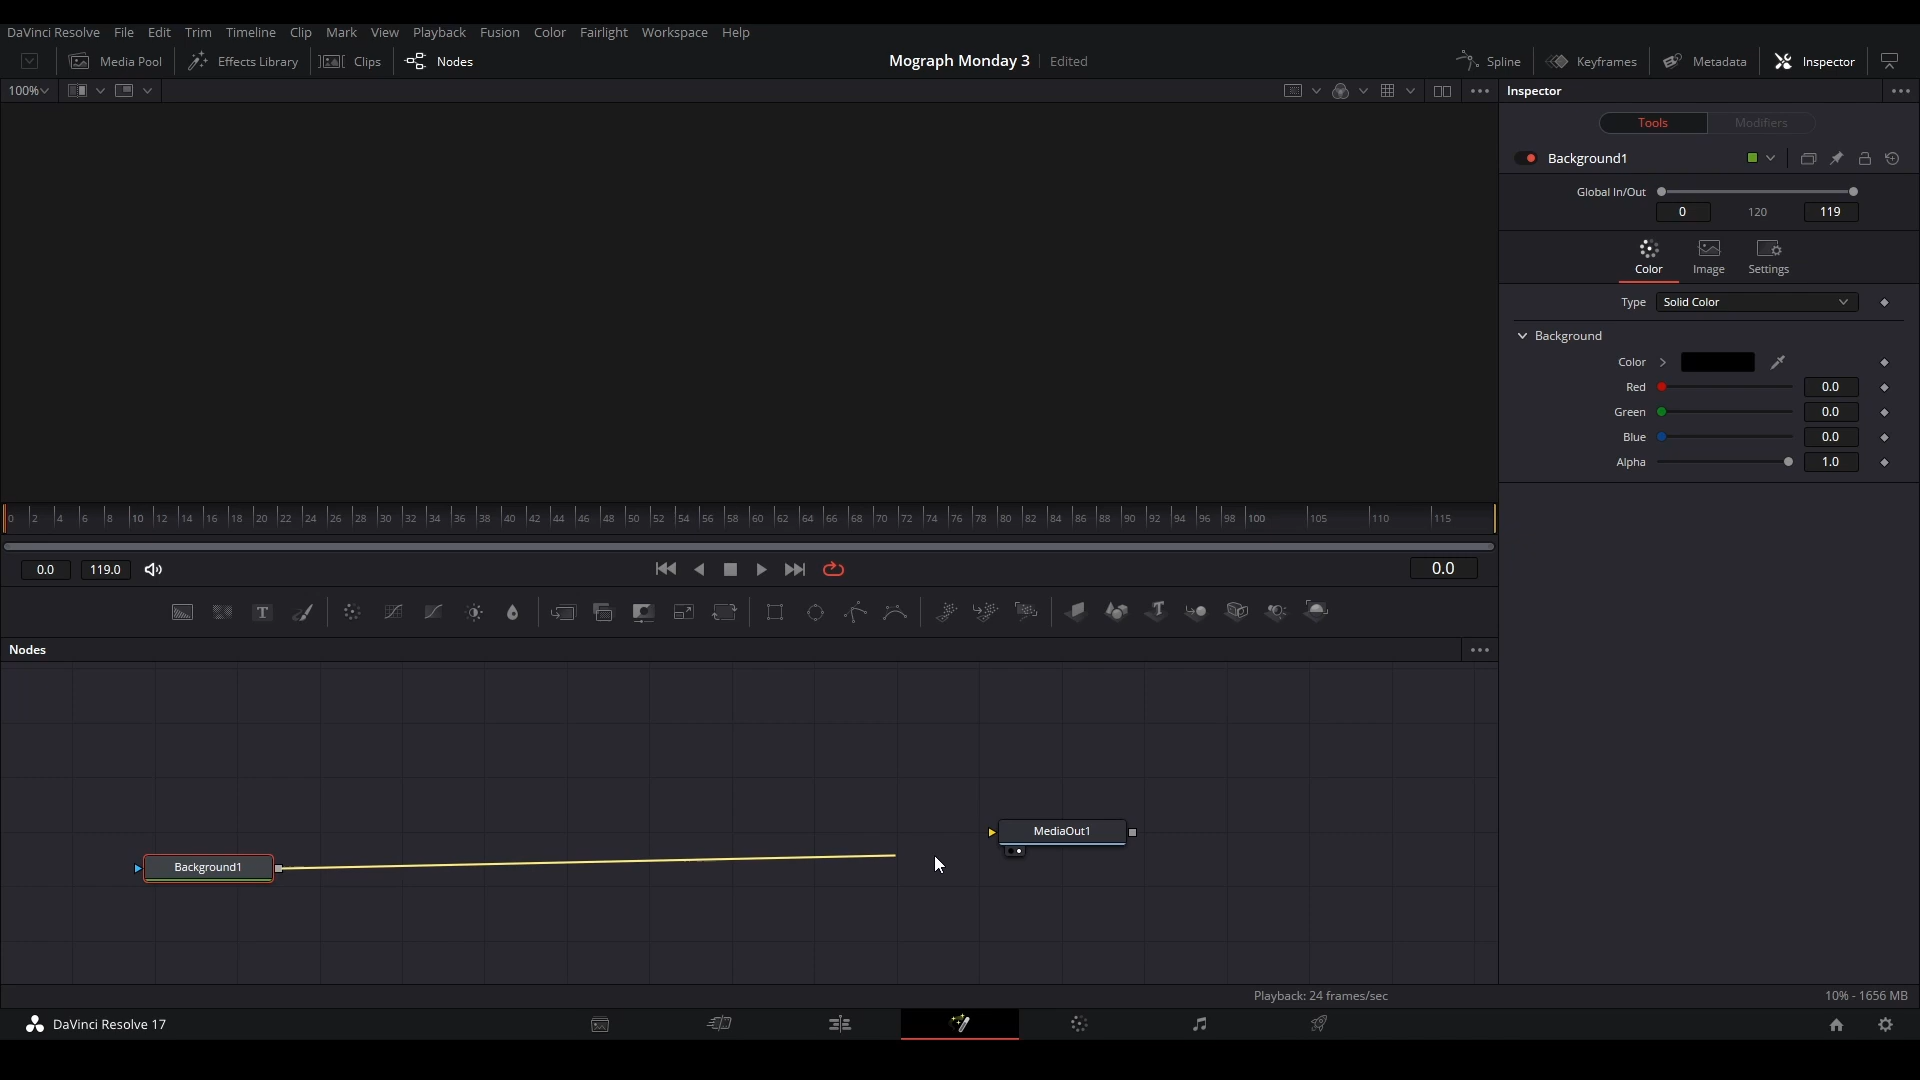 DaVinci Resolve File Edit Trim Timeline Clip Mark View Playback Fusion Color Fairlight Workspace Help
Media Pool Effects Library Clips Nodes Mograph Monday 3 Edited Spline Keyframes Metadata Inspector
100% Inspector
Tools Modifiers
Background1
Global In/Out
0 120 119
Color Image Settings
Type Solid Color
Background
Color
Red 0.0
Green 0.0
Blue 0.0
Alpha 1.0
0 2 4 6 8 10 12 14 16 18 20 22 24 26 28 30 32 34 36 38 40 42 44 46 48 50 52 54 56 58 60 62 64 66 68 70 72 74 76 78 80 82 84 86 88 90 92 94 96 98 100 105 110 115
0.0 119.0 0.0
T T
Nodes
MediaOut1
Background1
Playback: 24 frames/sec 10% - 1656 MB
DaVinci Resolve 17